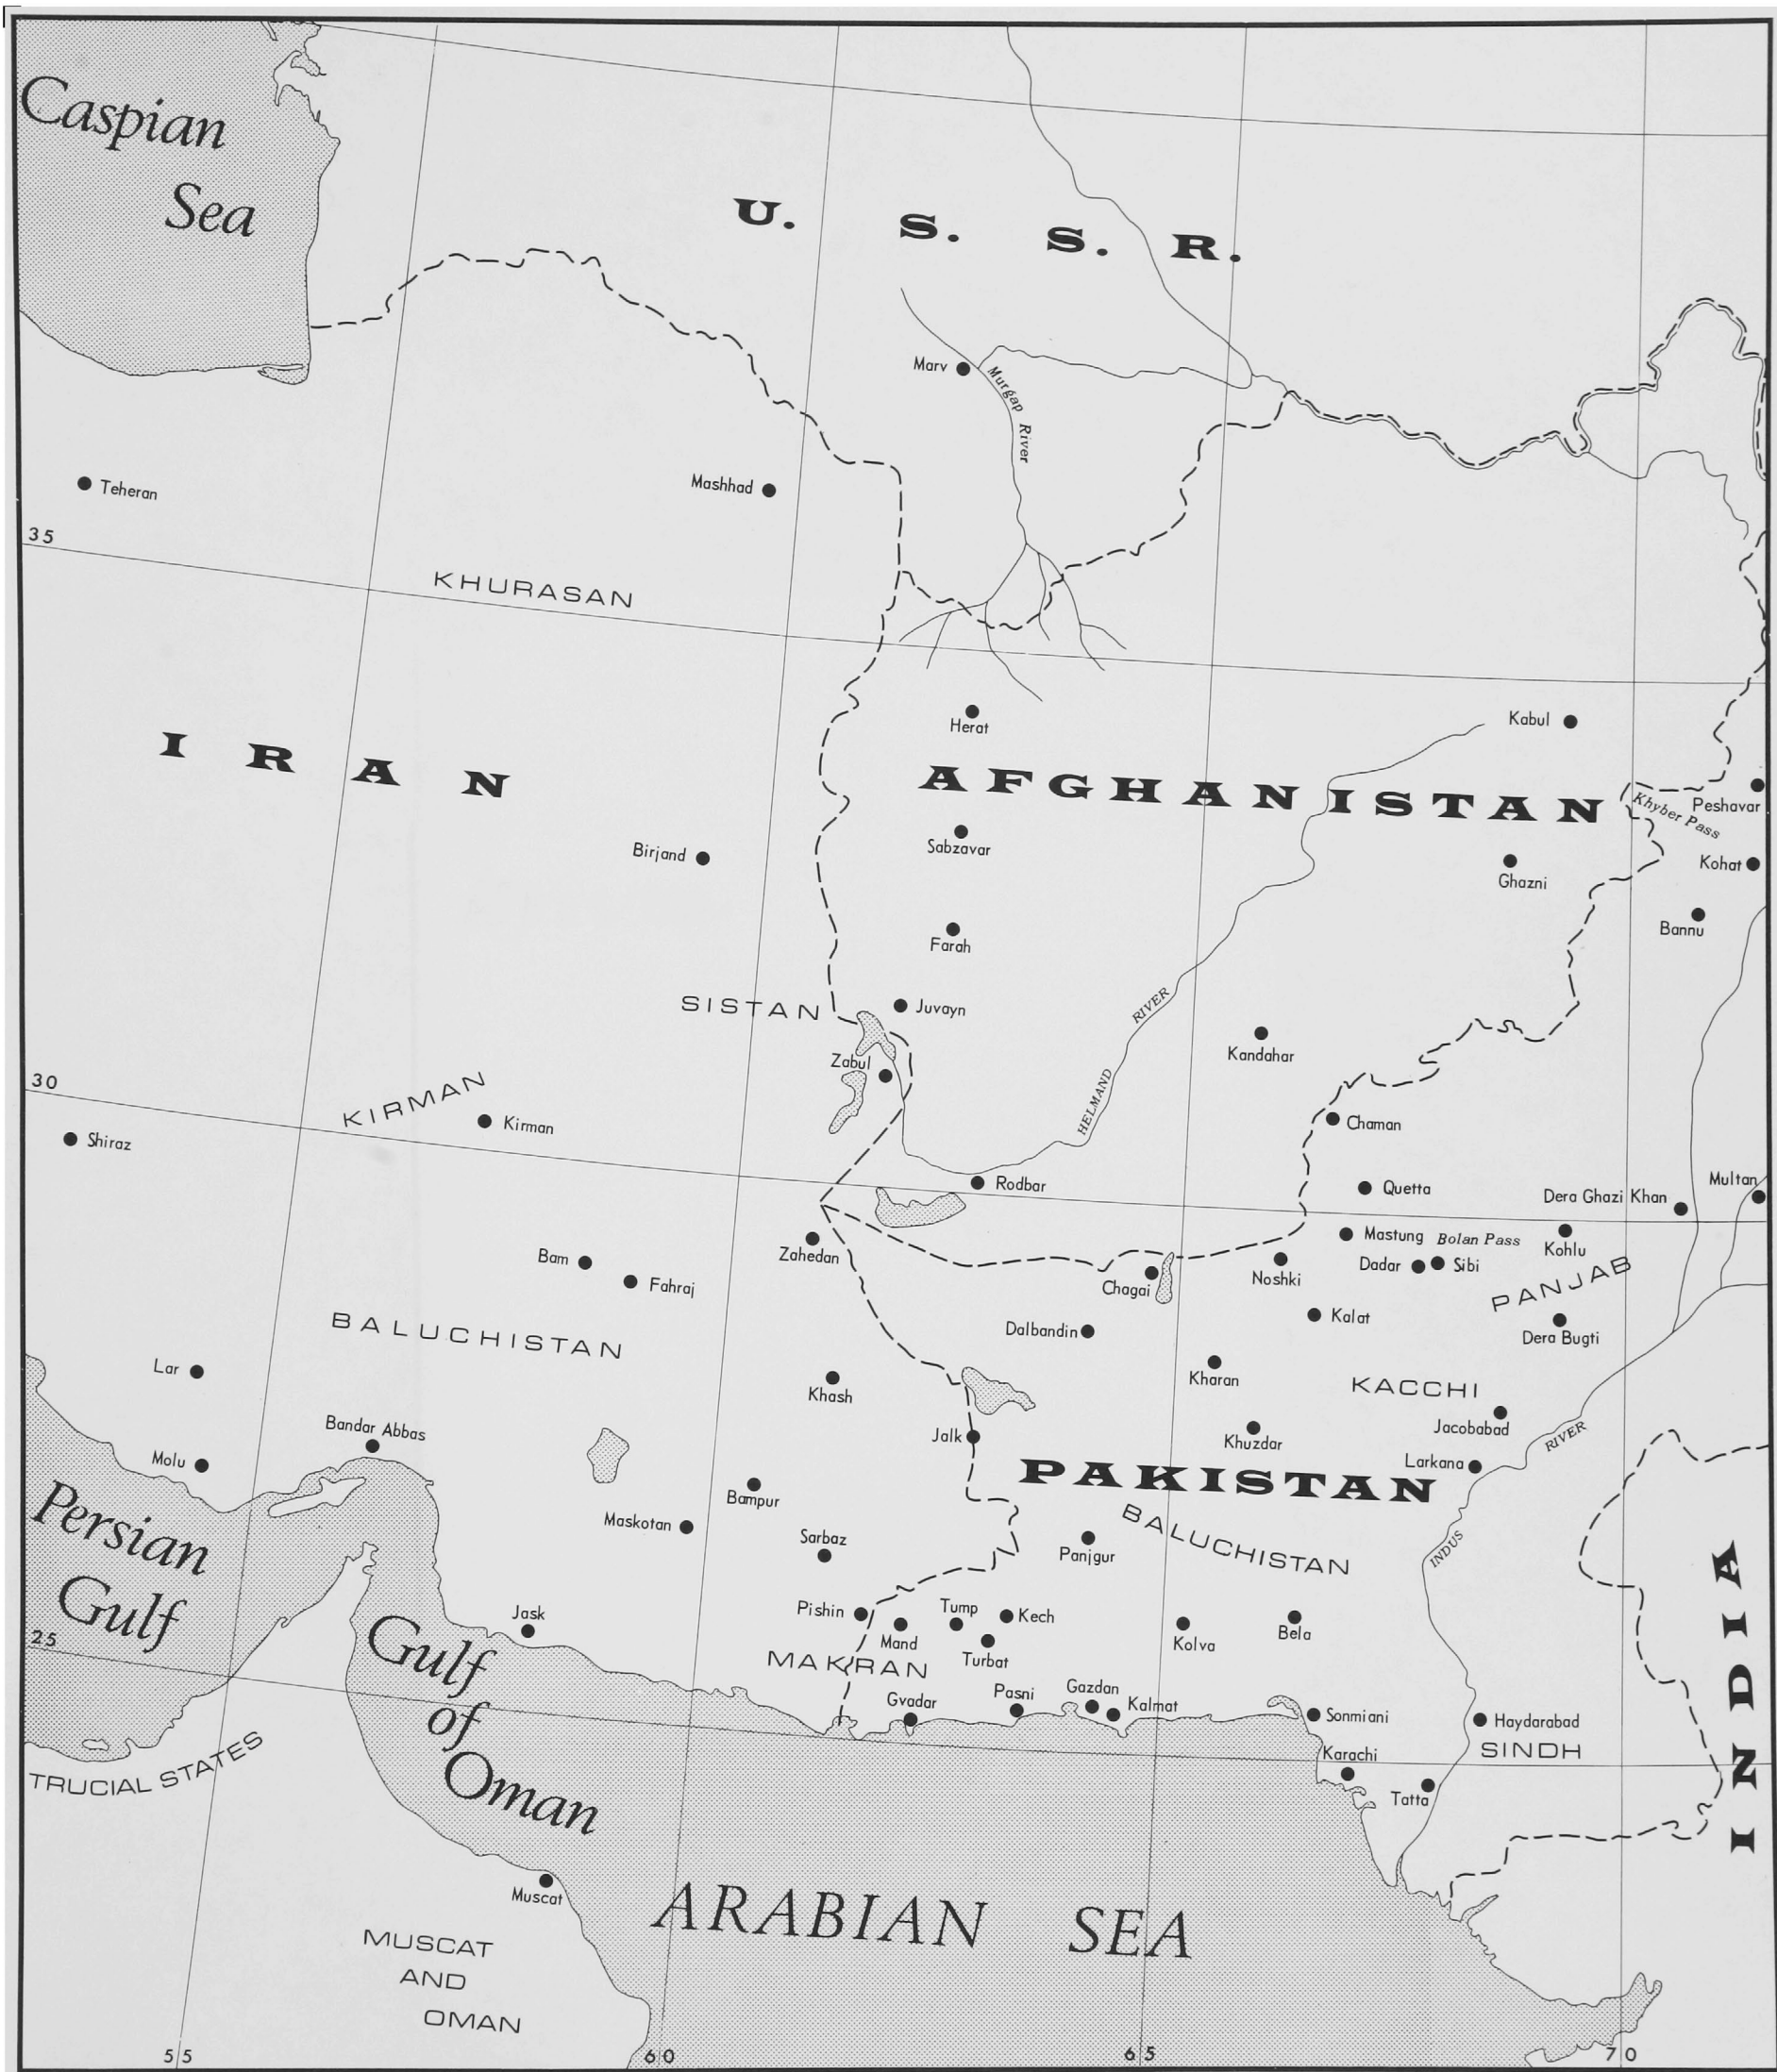 Caspian
Sea
U. S. S. R.
Marv
Murgap River
Teheran
Mashhad
35
KHURASAN
Herat
Kabul
IRAN
AFGHANISTAN
Khyber Pass
Peshavar
Birjand
Sabzavar
Kohat
Ghazni
Bannu
Farah
SISTAN
Juvayn
RIVER
Kandahar
Zabul
30
KIRMAN
HELMAND
Kirman
Chaman
Shiraz
Rodbar
Quetta
Multan
Dera Ghazi Khan
Mastung
Bolan Pass
Kohlu
Zahedan
Bam
Dadar
Sibi
Noshki
Chagai
Fahraj
PANJAB
BALUCHISTAN
Dalbandin
Kalat
Dera Bugti
Lar
Kharan
Khash
KACCHI
Bandar Abbas
Jacobabad
Jalk
Khuzdar
RIVER
Molu
Larkana
PAKISTAN
Persian
Gulf
Bampur
Maskotan
BALUCHISTAN
Sarbaz
Panjgur
INDUS
INDIA
Jask
Pishin
Tump
Kech
Mand
Turbat
Kolva
Bela
25
Gulf
of
Oman
MAKRAN
Gvadar
Pasni
Gazdan
Kalmat
Sonmiani
Haydarabad
SINDH
Karachi
Tatta
TRUCIAL STATES
Muscat
ARABIAN SEA
MUSCAT
AND
OMAN
55
60
65
70